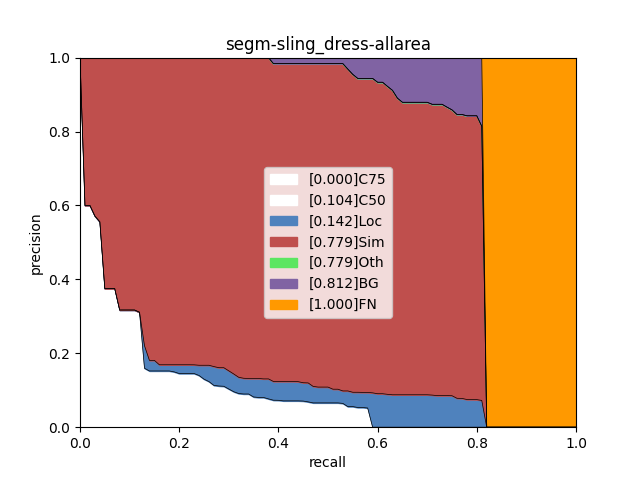 segm-sling_dress-allarea
1.0
0.8
0.6
0.4
0.2
0.0
precision
[0.000]C75
[0.104]C50
[0.142]Loc
[0.779]Sim
[0.779]Oth
[0.812]BG
[1.000]FN
0.0 0.2 0.4 0.6 0.8 1.0
recall